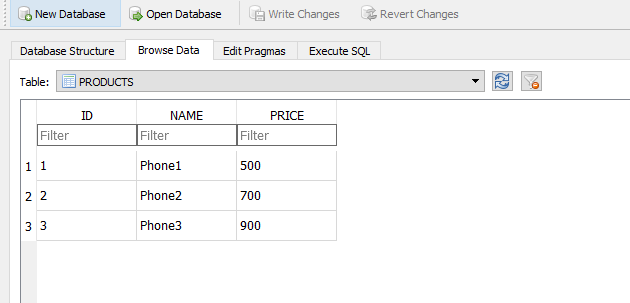 New Database Open Database Write Changes Revert Changes
Database Structure Browse Data Edit Pragmas Execute SQL
Table: PRODUCTS
ID NAME PRICE
Filter Filter Filter
1 1 Phone1 500
2 2 Phone2 700
3 3 Phone3 900